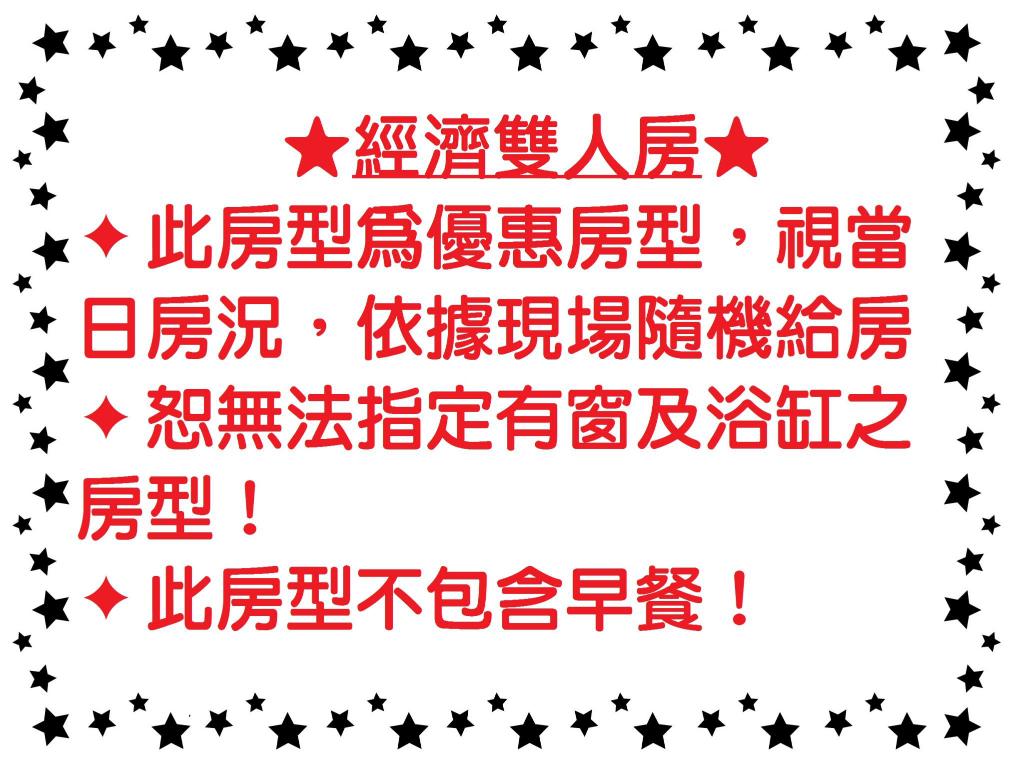 ★經濟雙人房★
✦ 此房型為優惠房型，視當
日房況，依據現場隨機給房
✦ 恕無法指定有窗及浴缸之
房型！
✦ 此房型不包含早餐！